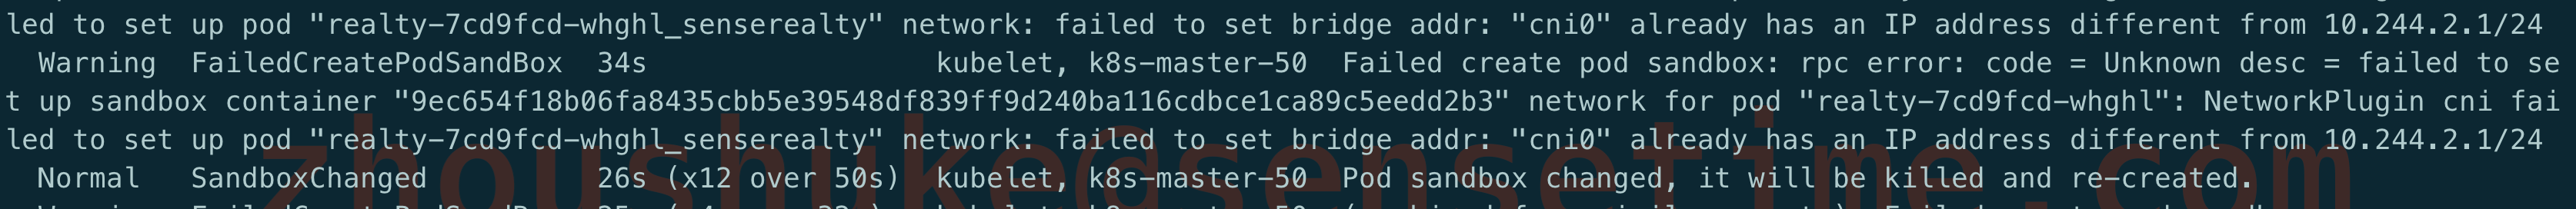 led to set up pod "realty-7cd9fcd-whghl_senserealty" network: failed to set bridge addr: "cni0" already has an IP address different from 10.244.2.1/24
Warning FailedCreatePodSandBox 34s kubelet, k8s-master-50 Failed create pod sandbox: rpc error: code = Unknown desc = failed to se
t up sandbox container "9ec654f18b06fa8435cbb5e39548df839ff9d240ba116cdbce1ca89c5eedd2b3" network for pod "realty-7cd9fcd-whghl": NetworkPlugin cni fai
led to set up pod "realty-7cd9fcd-whghl_senserealty" network: failed to set bridge addr: "cni0" already has an IP address different from 10.244.2.1/24
Normal SandboxChanged 26s (x12 over 50s) kubelet, k8s-master-50 Pod sandbox changed, it will be killed and re-created.
zhoushuke@sensetime.com